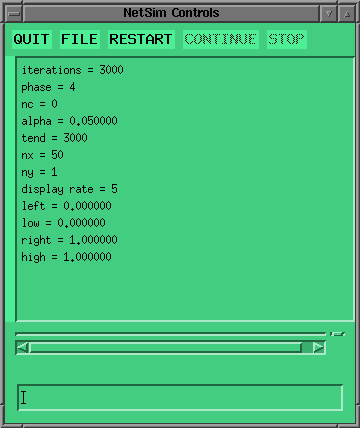 NetSim Controls
QUIT FILE RESTART CONTINUE STOP
iterations = 3000
phase = 4
nc = 0
alpha = 0.050000
tend = 3000
nx = 50
ny = 1
display rate = 5
left = 0.000000
low = 0.000000
right = 1.000000
high = 1.000000